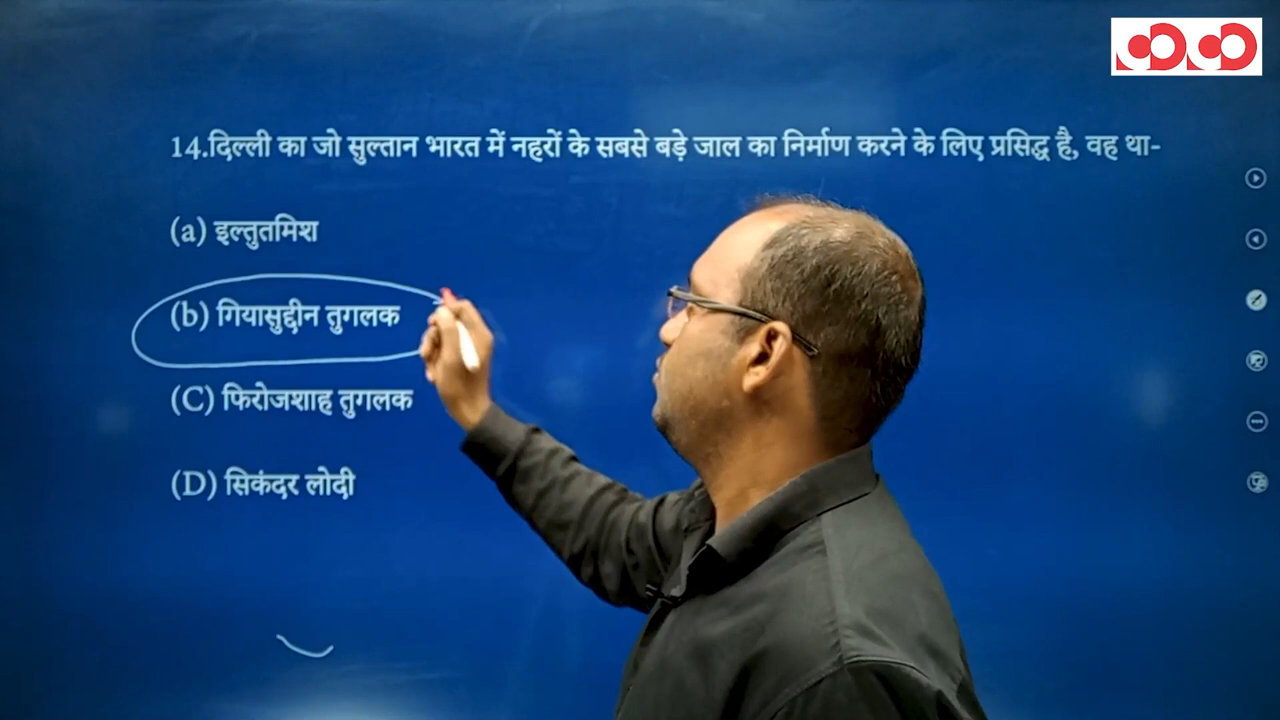 14.दिल्ली का जो सुल्तान भारत में नहरों के सबसे बड़े जाल का निर्माण करने के लिए प्रसिद्ध है, वह था-
(a) इल्तुतमिश
(b) गियासुद्दीन तुगलक
(C) फिरोजशाह तुगलक
(D) सिकंदर लोदी